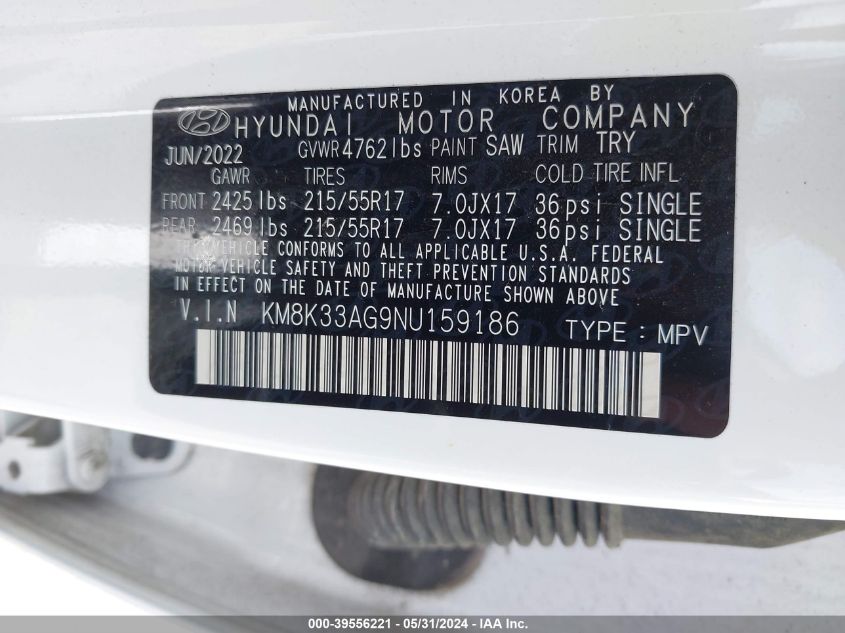 MANUFACTURED IN KOREA BY
HYUNDAI MOTOR COMPANY
JUN/2022 GVWR 4762lbs PAINT SAW TRIM TRY
GAWR TIRES RIMS COLD TIRE INFL
FRONT 2425lbs 215/55R17 7.0JX17 36psi SINGLE
REAR 2469lbs 215/55R17 7.0JX17 36psi SINGLE
THIS VEHICLE CONFORMS TO ALL APPLICABLE U.S.A. FEDERAL
MOTOR VEHICLE SAFETY AND THEFT PREVENTION STANDARDS
IN EFFECT ON THE DATE OF MANUFACTURE SHOWN ABOVE
V.I.N KM8K33AG9NU159186 TYPE : MPV
000-39556221 - 05/31/2024 - IAA Inc.